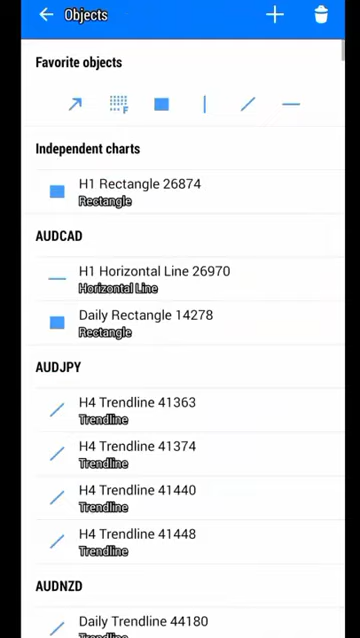 Objects
Favorite objects
F
Independent charts
H1 Rectangle 26874
Rectangle
AUDCAD
H1 Horizontal Line 26970
Horizontal Line
Daily Rectangle 14278
Rectangle
AUDJPY
H4 Trendline 41363
Trendline
H4 Trendline 41374
Trendline
H4 Trendline 41440
Trendline
H4 Trendline 41448
Trendline
AUDNZD
Daily Trendline 44180
Trendline